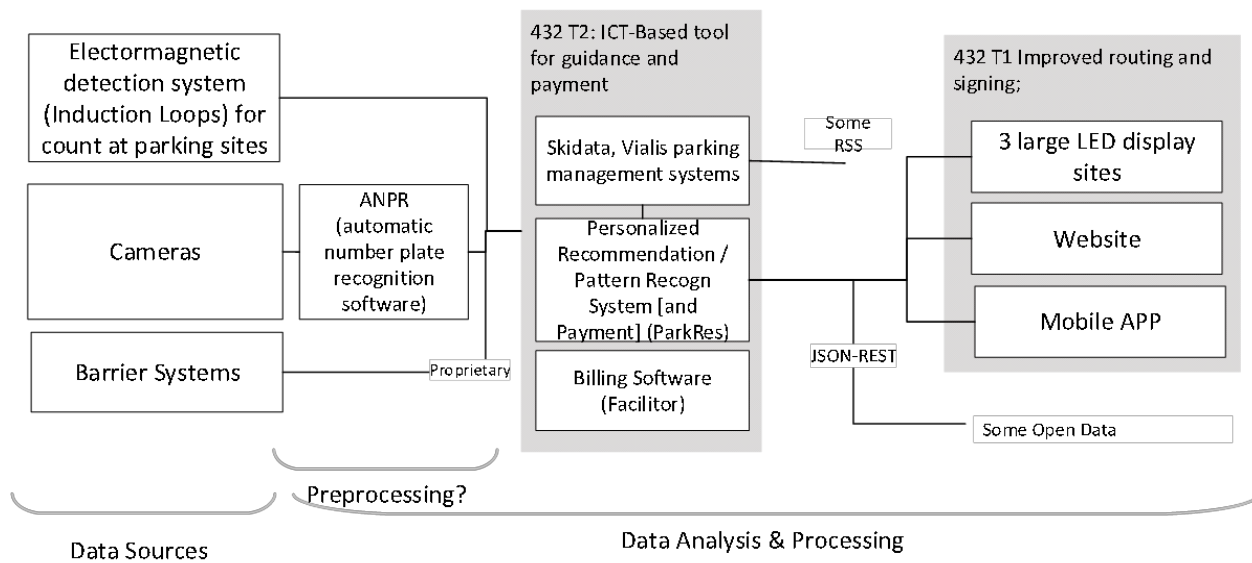 Electormagnetic
detection system
(Induction Loops) for
count at parking sites
Cameras
ANPR
(automatic
number plate
recognition
software)
Barrier Systems
Proprietary
432 T2: ICT-Based tool
for guidance and
payment
Skidata, Vialis parking
management systems
Personalized
Recommendation /
Pattern Recogn
System [and
Payment] (ParkRes)
Billing Software
(Facilitor)
Some
RSS
JSON-REST
432 T1 Improved routing and
signing;
3 large LED display
sites
Website
Mobile APP
Some Open Data
Preprocessing?
Data Sources
Data Analysis & Processing